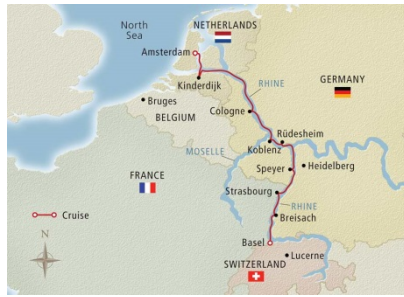 North
Sea
NETHERLANDS
Amsterdam
Kinderdijk
RHINE
GERMANY
Bruges
Cologne
BELGIUM
Rüdesheim
Koblenz
MOSELLE
Speyer
Heidelberg
FRANCE
Strasbourg
RHINE
Cruise
Breisach
N
Basel
SWITZERLAND
Lucerne